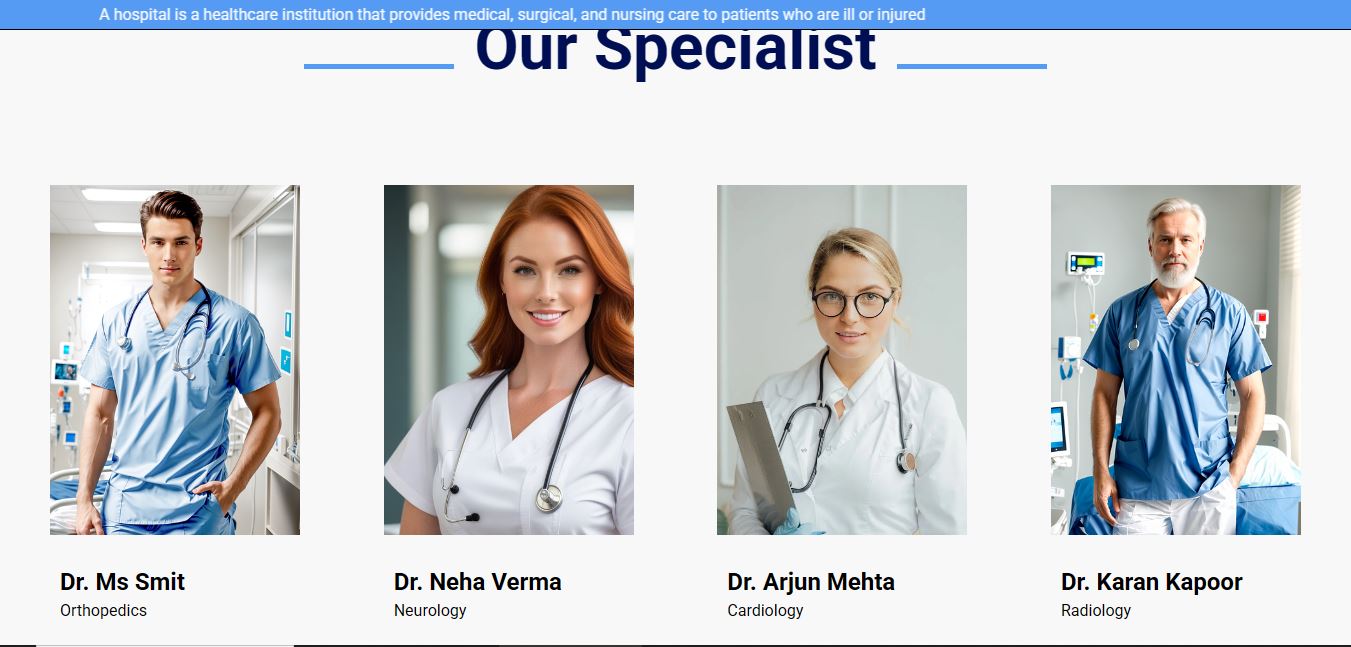 A hospital is a healthcare institution that provides medical, surgical, and nursing care to patients who are ill or injured
Our Specialist
Dr. Ms Smit
Orthopedics
Dr. Neha Verma
Neurology
Dr. Arjun Mehta
Cardiology
Dr. Karan Kapoor
Radiology